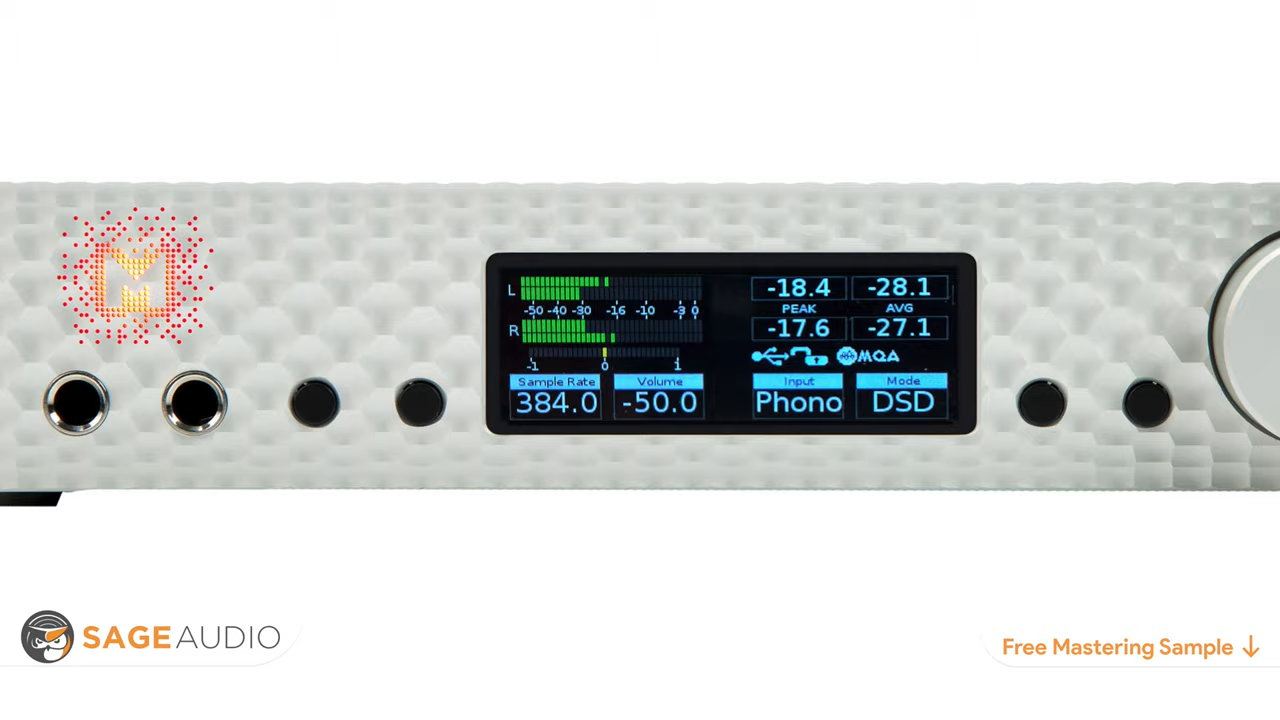 M
L
-50 -40 -30 -16 -10 -3 0
R
-1 0 1
Sample Rate
384.0
Volume
-50.0
-18.4 -28.1
PEAK AVG
-17.6 -27.1
MQA
Input
Phono
Mode
DSD
SAGE AUDIO
Free Mastering Sample ↓